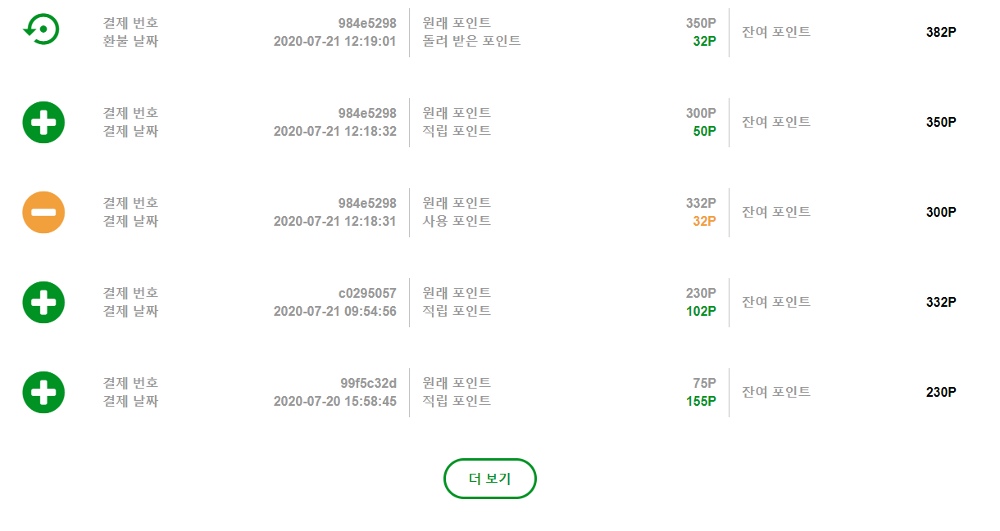 결제 번호 984e5298 원래 포인트 350P
환불 날짜 2020-07-21 12:19:01 돌려 받은 포인트 32P
잔여 포인트 382P
결제 번호 984e5298 원래 포인트 300P
결제 날짜 2020-07-21 12:18:32 적립 포인트 50P
잔여 포인트 350P
결제 번호 984e5298 원래 포인트 332P
결제 날짜 2020-07-21 12:18:31 사용 포인트 32P
잔여 포인트 300P
결제 번호 c0295057 원래 포인트 230P
결제 날짜 2020-07-21 09:54:56 적립 포인트 102P
잔여 포인트 332P
결제 번호 99f5c32d 원래 포인트 75P
결제 날짜 2020-07-20 15:58:45 적립 포인트 155P
잔여 포인트 230P
더 보기